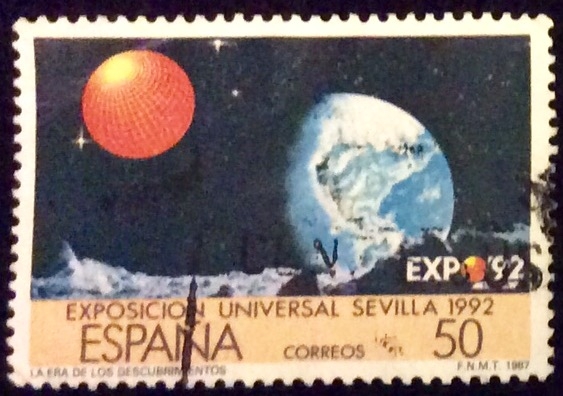 EXPO'92
EXPOSICION UNIVERSAL SEVILLA 1992
ESPAÑA CORREOS 50
LA ERA DE LOS DESCUBRIMIENTOS F.N.M.T. 1987